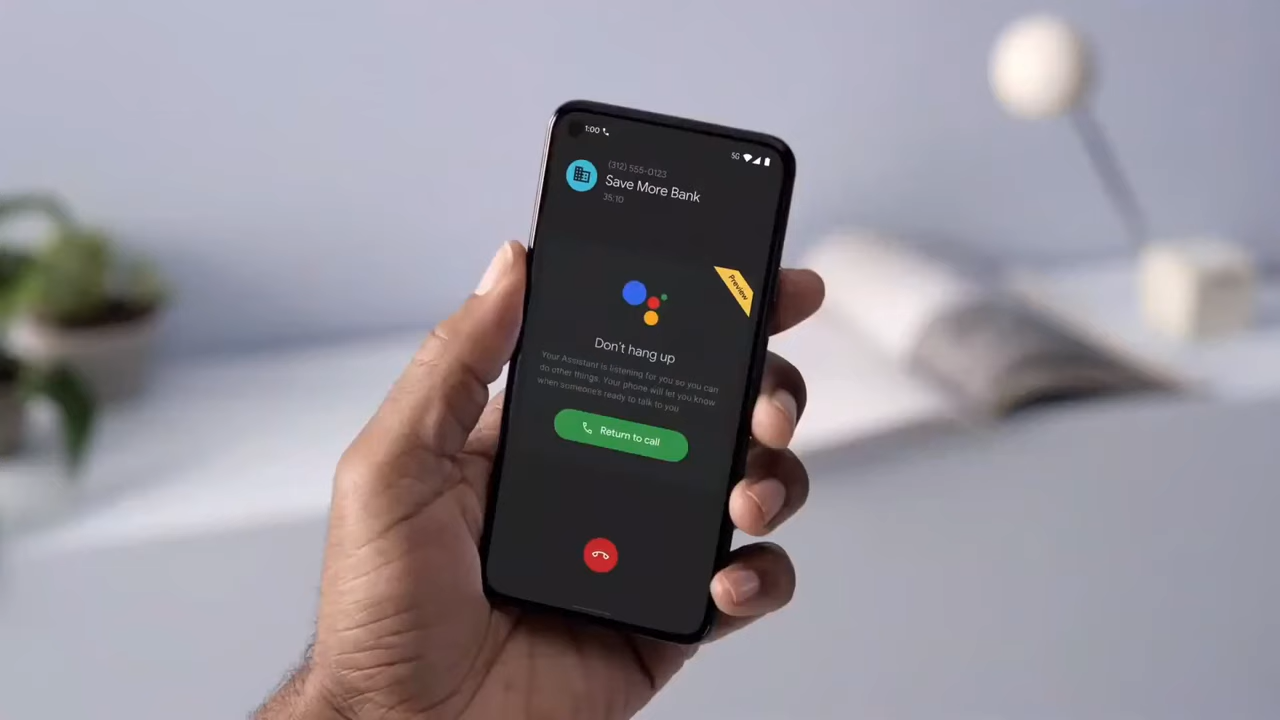 1:00
5G
(312) 555-0123
Save More Bank
35:10
Preview
Don't hang up
Your Assistant is listening for you so you can
do other things. Your phone will let you know
when someone's ready to talk to you
Return to call